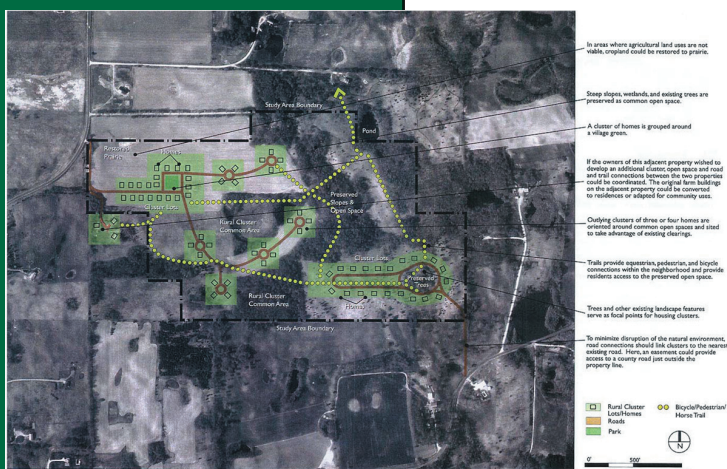 In areas where agricultural land uses are not
viable, cropland could be restored to prairie.
Steep slopes, wetlands, and existing trees are
preserved as common open space.
A cluster of homes is grouped around
a village green.
If the owners of this adjacent property wished to
develop an additional cluster, open space and road
and trail connections between the two properties
could be coordinated. The original farm buildings
on the adjacent property could be converted
to residences or adapted for community uses.
Outlying clusters of three or four homes are
oriented around common open spaces and sited
to take advantage of existing clearings.
Trails provide equestrian, pedestrian, and bicycle
connections within the neighborhood and provide
residents access to the preserved open space.
Trees and other existing landscape features
serve as focal points for housing clusters.
To minimize disruption of the natural environment,
road connections should link clusters to the nearest
existing road. Here, an easement could provide
access to a county road just outside the
property line.
Study Area Boundary
Pond
Restored
Prairie
Homes
Cluster Lots
Preserved
Slopes &
Open Space
Rural Cluster
Common Area
Cluster Lots
Preserved
Trees
Rural Cluster
Common Area
Homes
Study Area Boundary
Rural Cluster
Lots/Homes
Roads
Park
Bicycle/Pedestrian/
Horse Trail
N
0'
500'